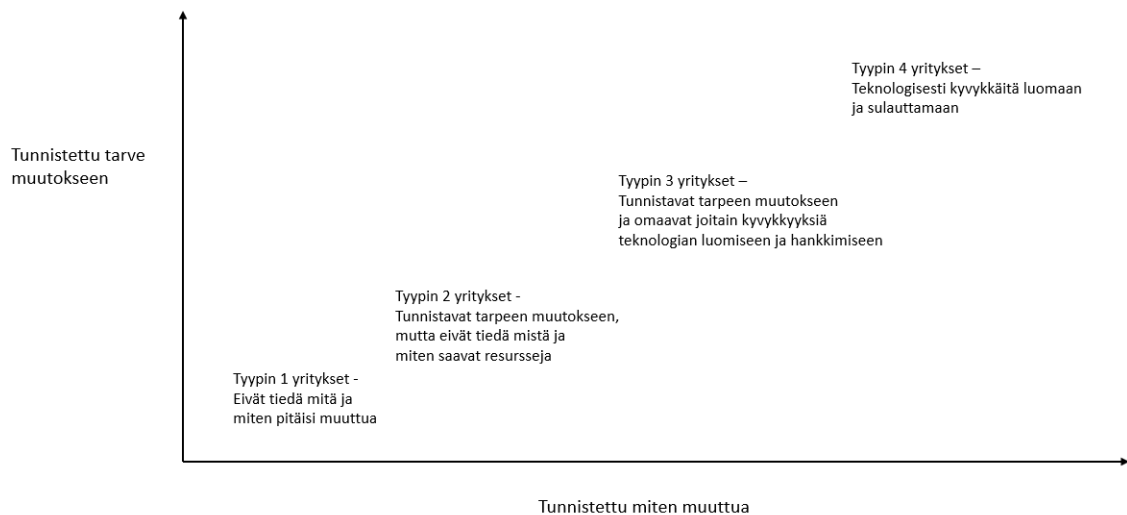 Tyypin 4 yritykset –
Teknologisesti kyvykkäitä luomaan
ja sulauttamaan
Tunnistettu tarve
muutokseen
Tyypin 3 yritykset –
Tunnistavat tarpeen muutokseen
ja omaavat joitain kyvykkyyksiä
teknologian luomiseen ja hankkimiseen
Tyypin 2 yritykset -
Tunnistavat tarpeen muutokseen,
mutta eivät tiedä mistä ja
miten saavat resursseja
Tyypin 1 yritykset -
Eivät tiedä mitä ja
miten pitäisi muuttua
Tunnistettu miten muuttua